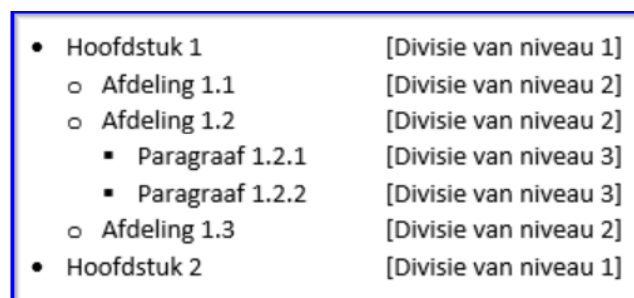 • Hoofdstuk 1 [Divisie van niveau 1]
o Afdeling 1.1 [Divisie van niveau 2]
o Afdeling 1.2 [Divisie van niveau 2]
▪ Paragraaf 1.2.1 [Divisie van niveau 3]
▪ Paragraaf 1.2.2 [Divisie van niveau 3]
o Afdeling 1.3 [Divisie van niveau 2]
• Hoofdstuk 2 [Divisie van niveau 1]